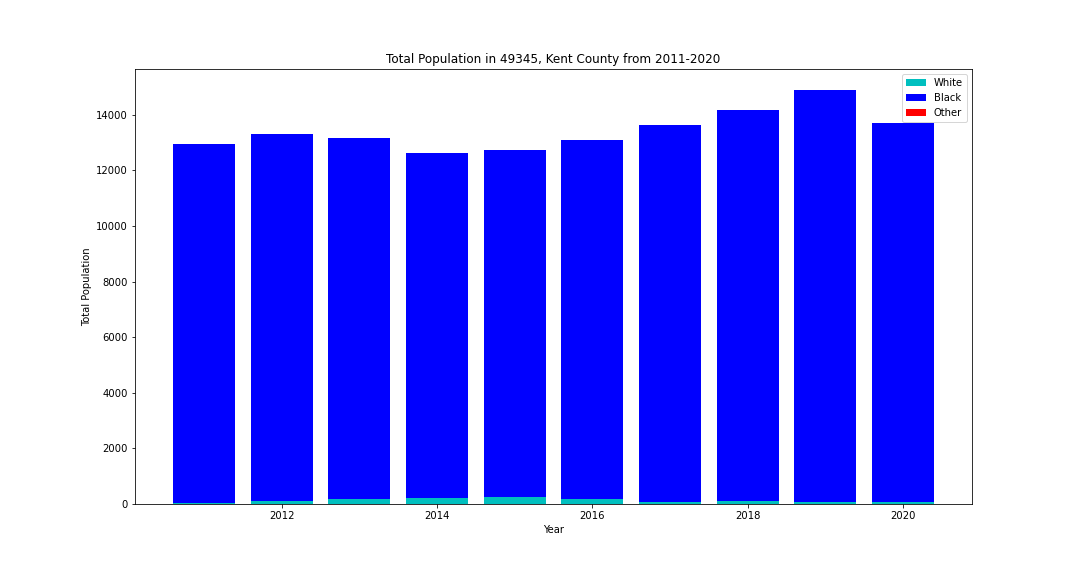 Total Population in 49345, Kent County from 2011-2020
White
Black
Other
14000
12000
10000
8000
6000
4000
2000
0
Total Population
2012
2014
2016
2018
2020
Year